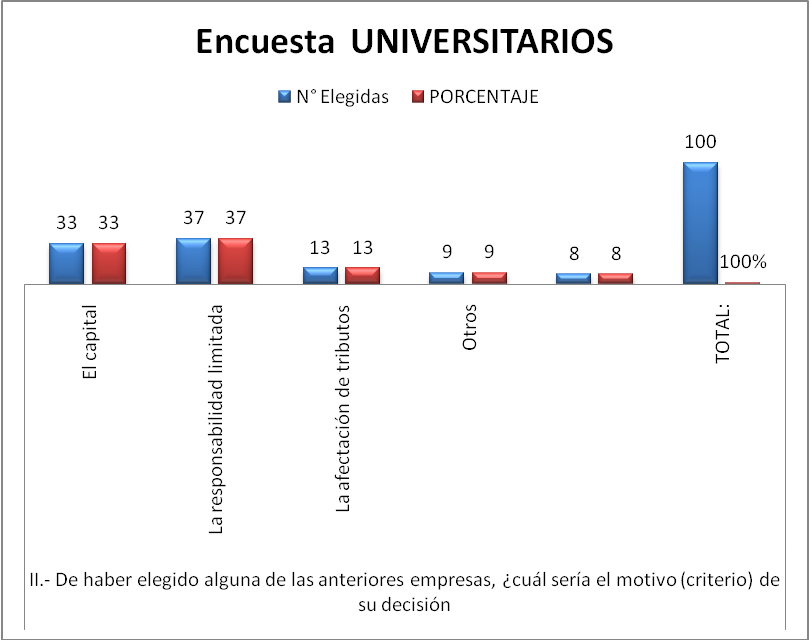 Encuesta UNIVERSITARIOS
N° Elegidas PORCENTAJE
33 33 37 37 13 13 9 9 8 8 100 100%
El capital
La responsabilidad limitada
La afectación de tributos
Otros
TOTAL:
II.- De haber elegido alguna de las anteriores empresas, ¿cuál sería el motivo (criterio) de
su decisión